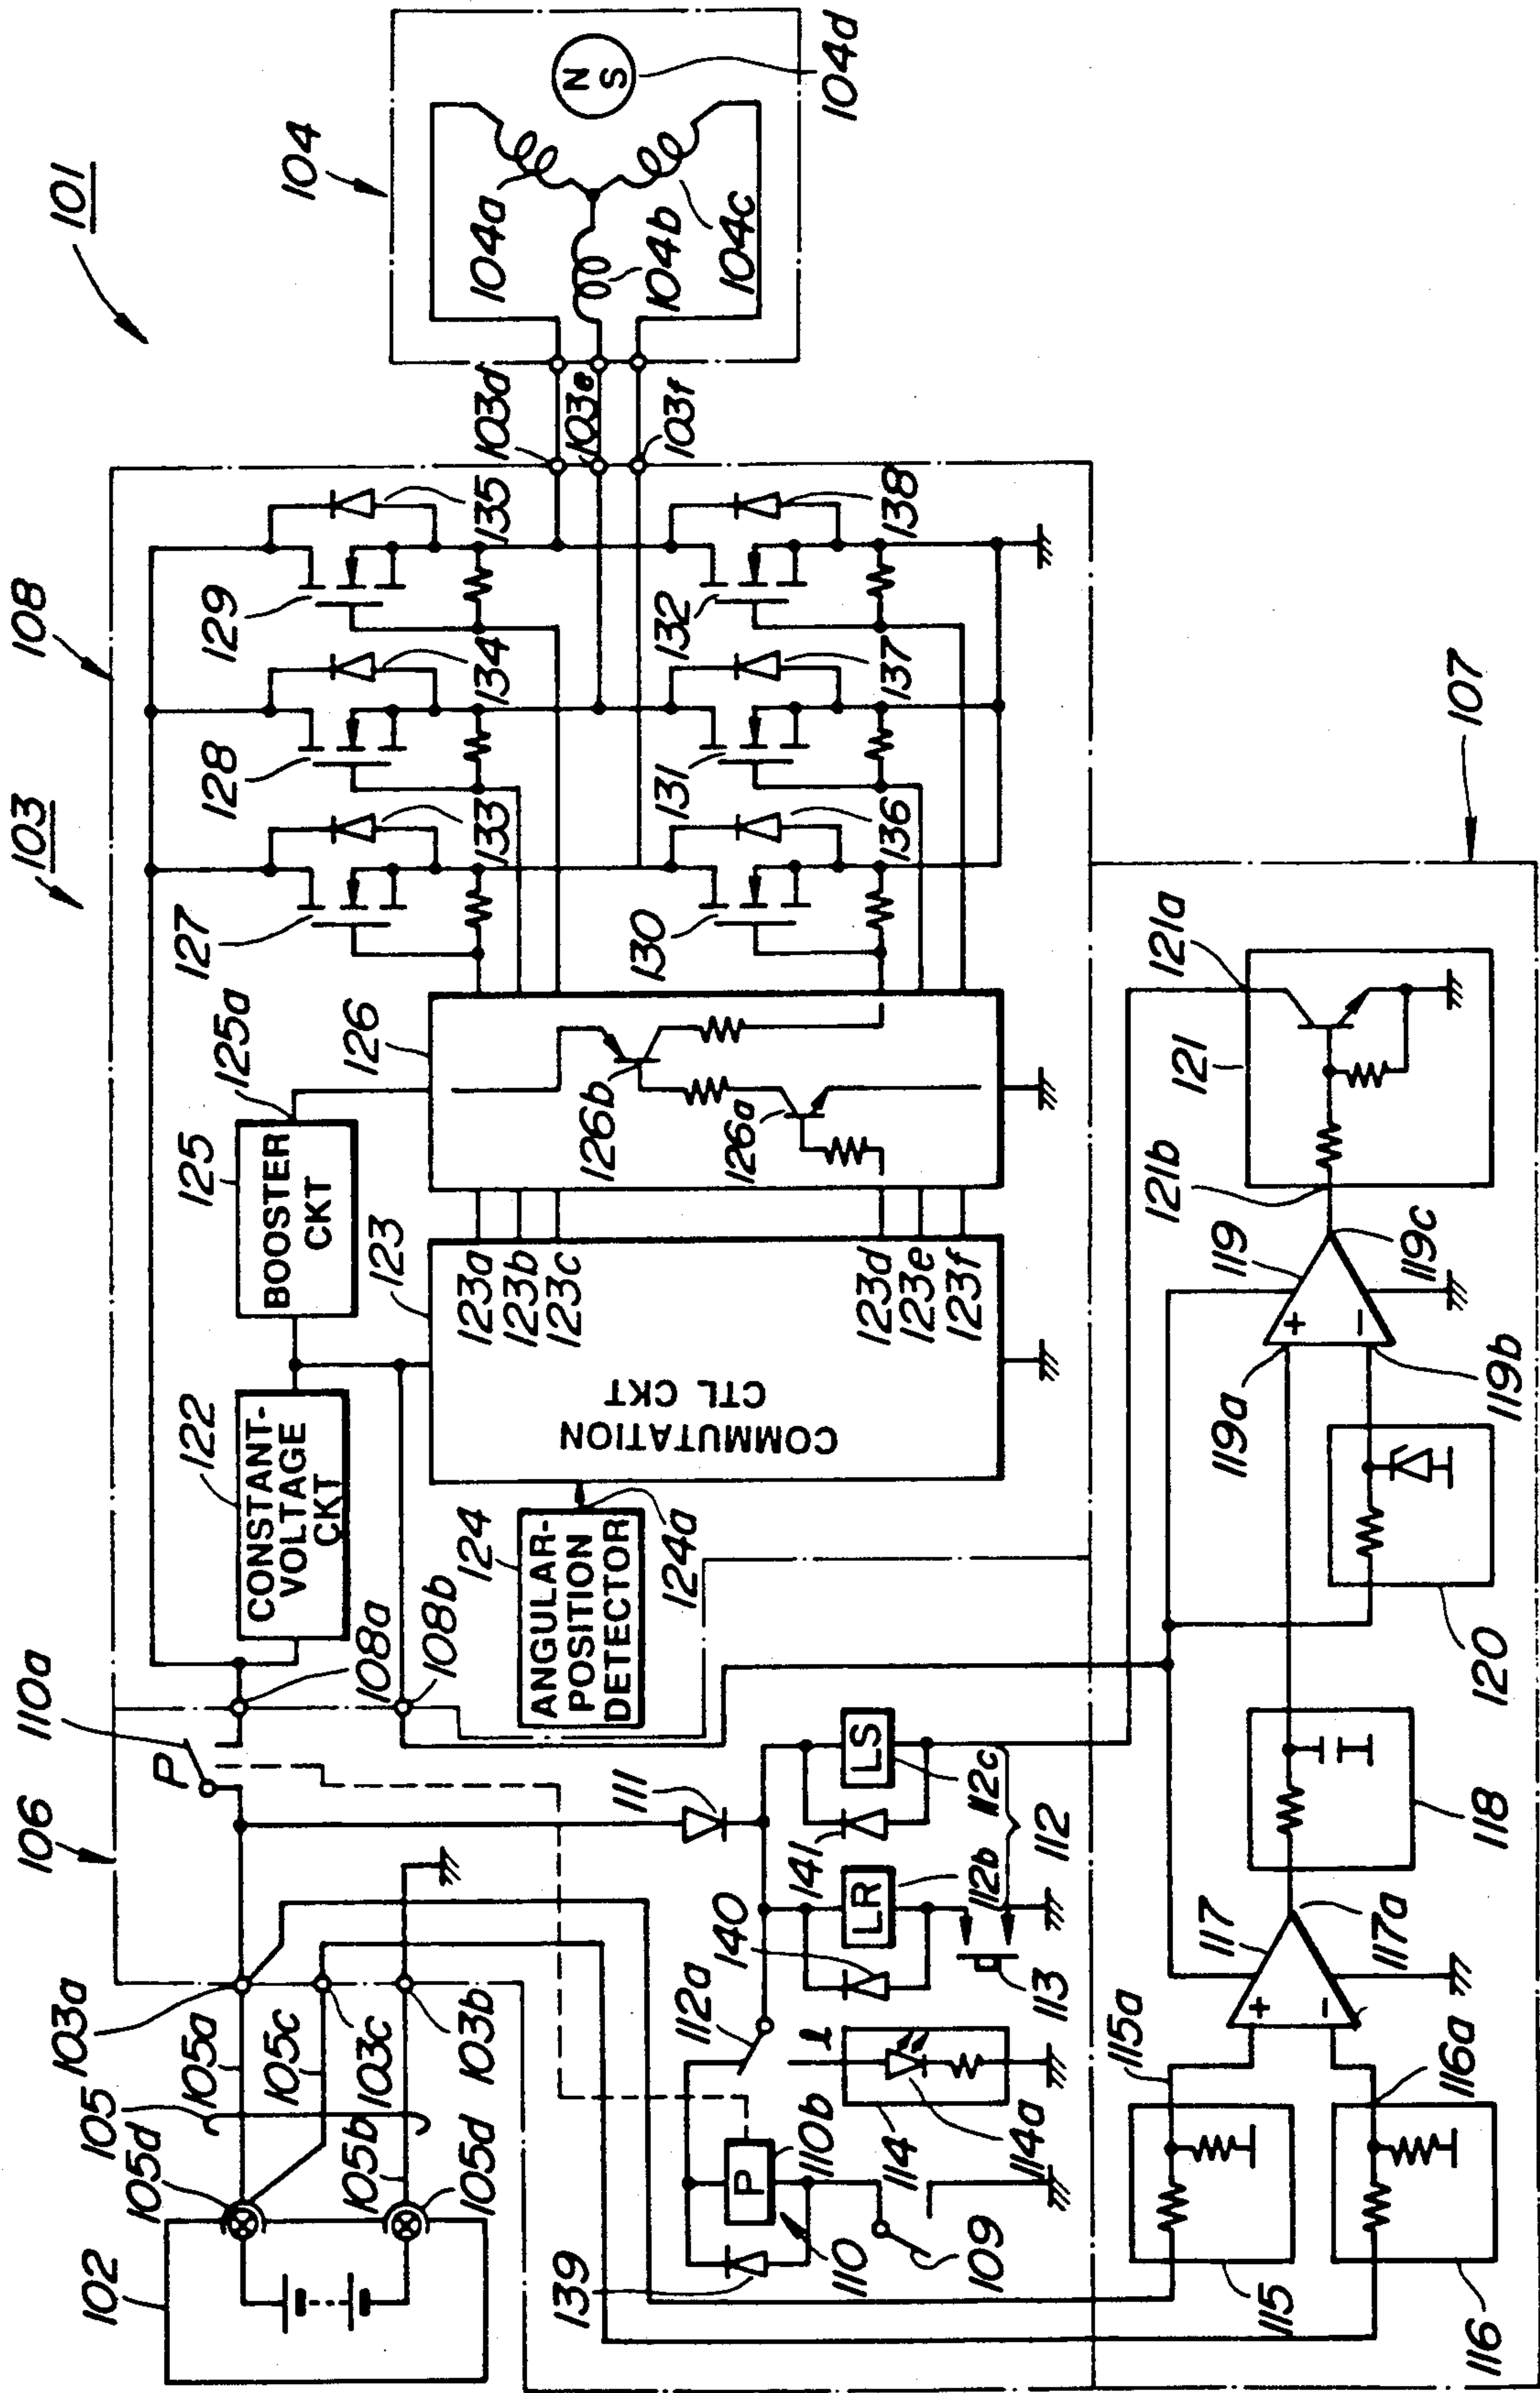 101
103
108
106
110a
P
108a
108b
122
CONSTANT-
VOLTAGE
CKT
125
BOOSTER
CKT
125a
123
COMMUTATION
CTL CKT
123a
123b
123c
123d
123e
123f
124
ANGULAR-
POSITION
DETECTOR
124a
126
126b
126a
127
128
129
133
134
135
130
131
132
136
137
138
103d
103e
103f
104
104a
104b
104c
104d
N
S
102
105
105a
105c
105b
105d
105d
103a
103c
103b
111
112a
LS
112c
141
112
LR
112b
140
113
l
114
114a
P
110b
110
109
139
107
115
115a
116
116a
117
+
−
117a
118
119
+
−
119a
119b
119c
120
121
121a
121b